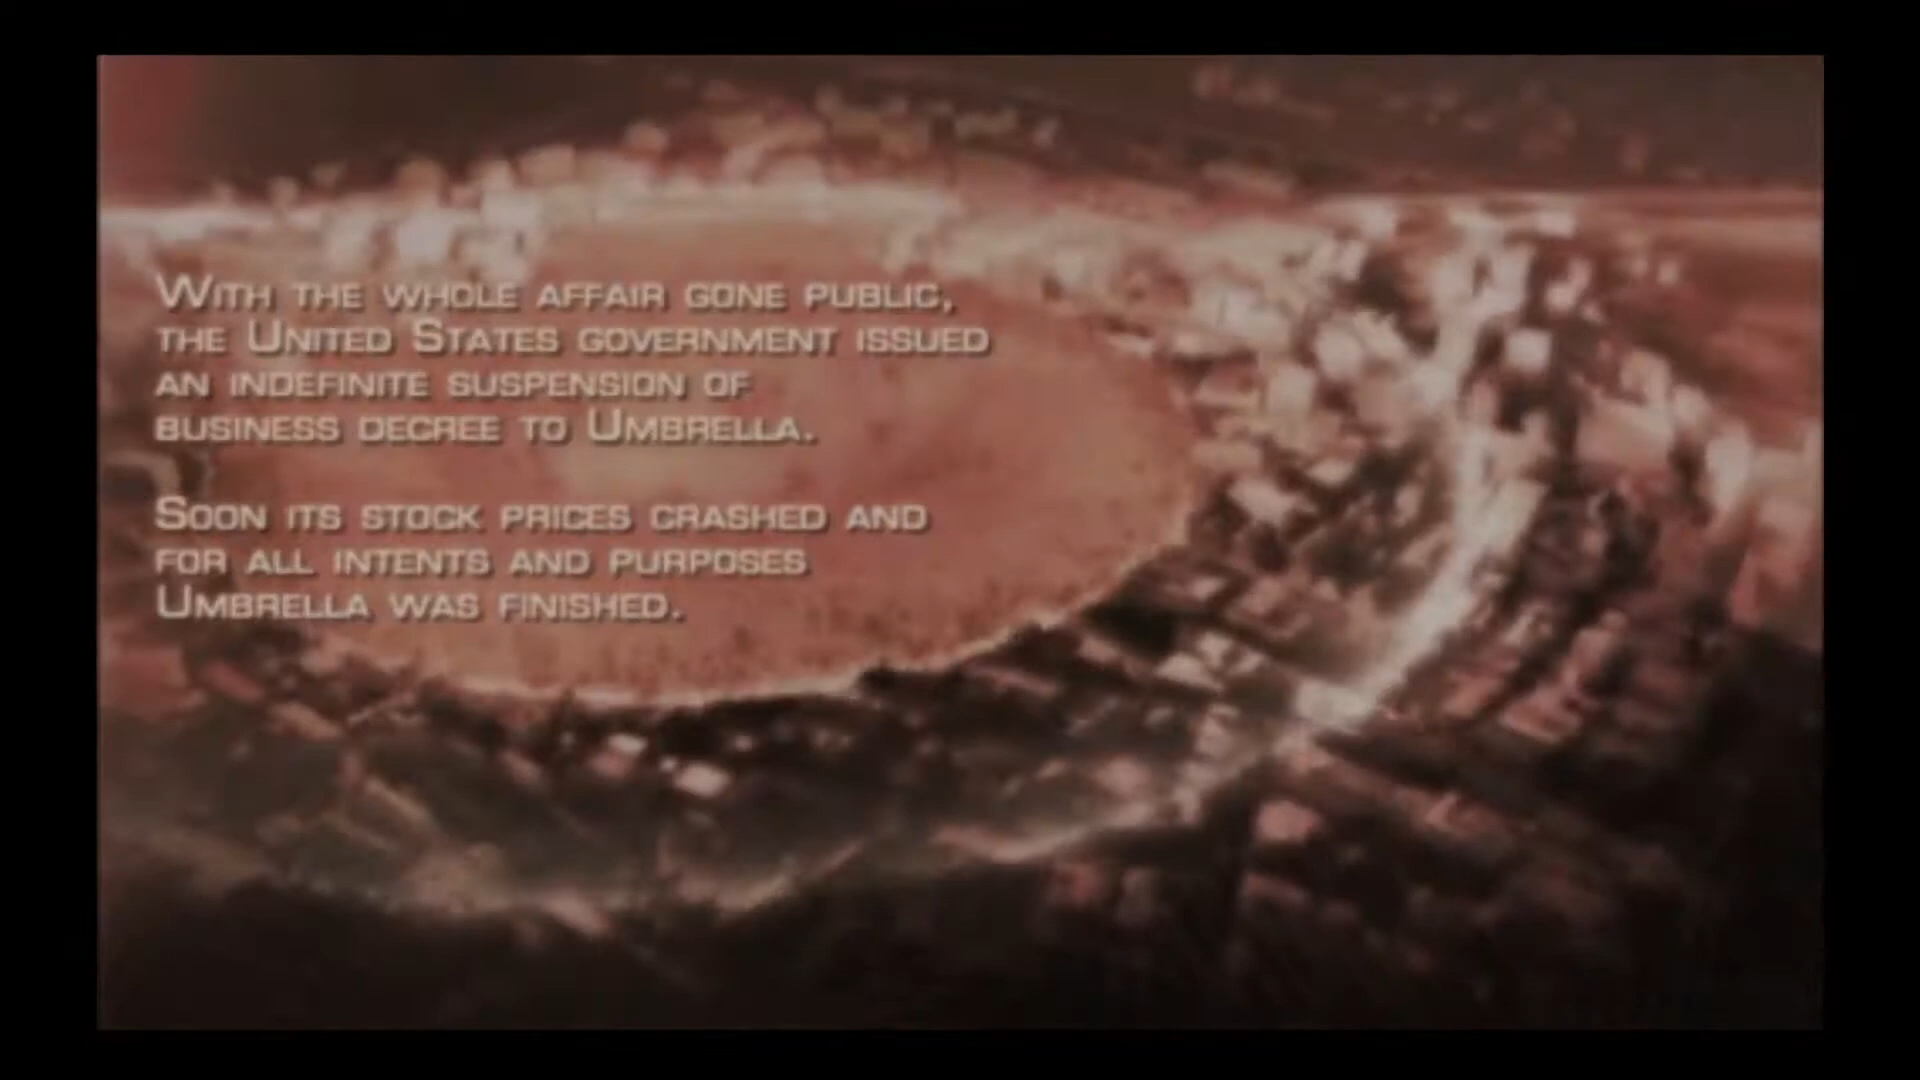 With the whole affair gone public,
the United States government issued
an indefinite suspension of
business decree to Umbrella.
Soon its stock prices crashed and
for all intents and purposes
Umbrella was finished.